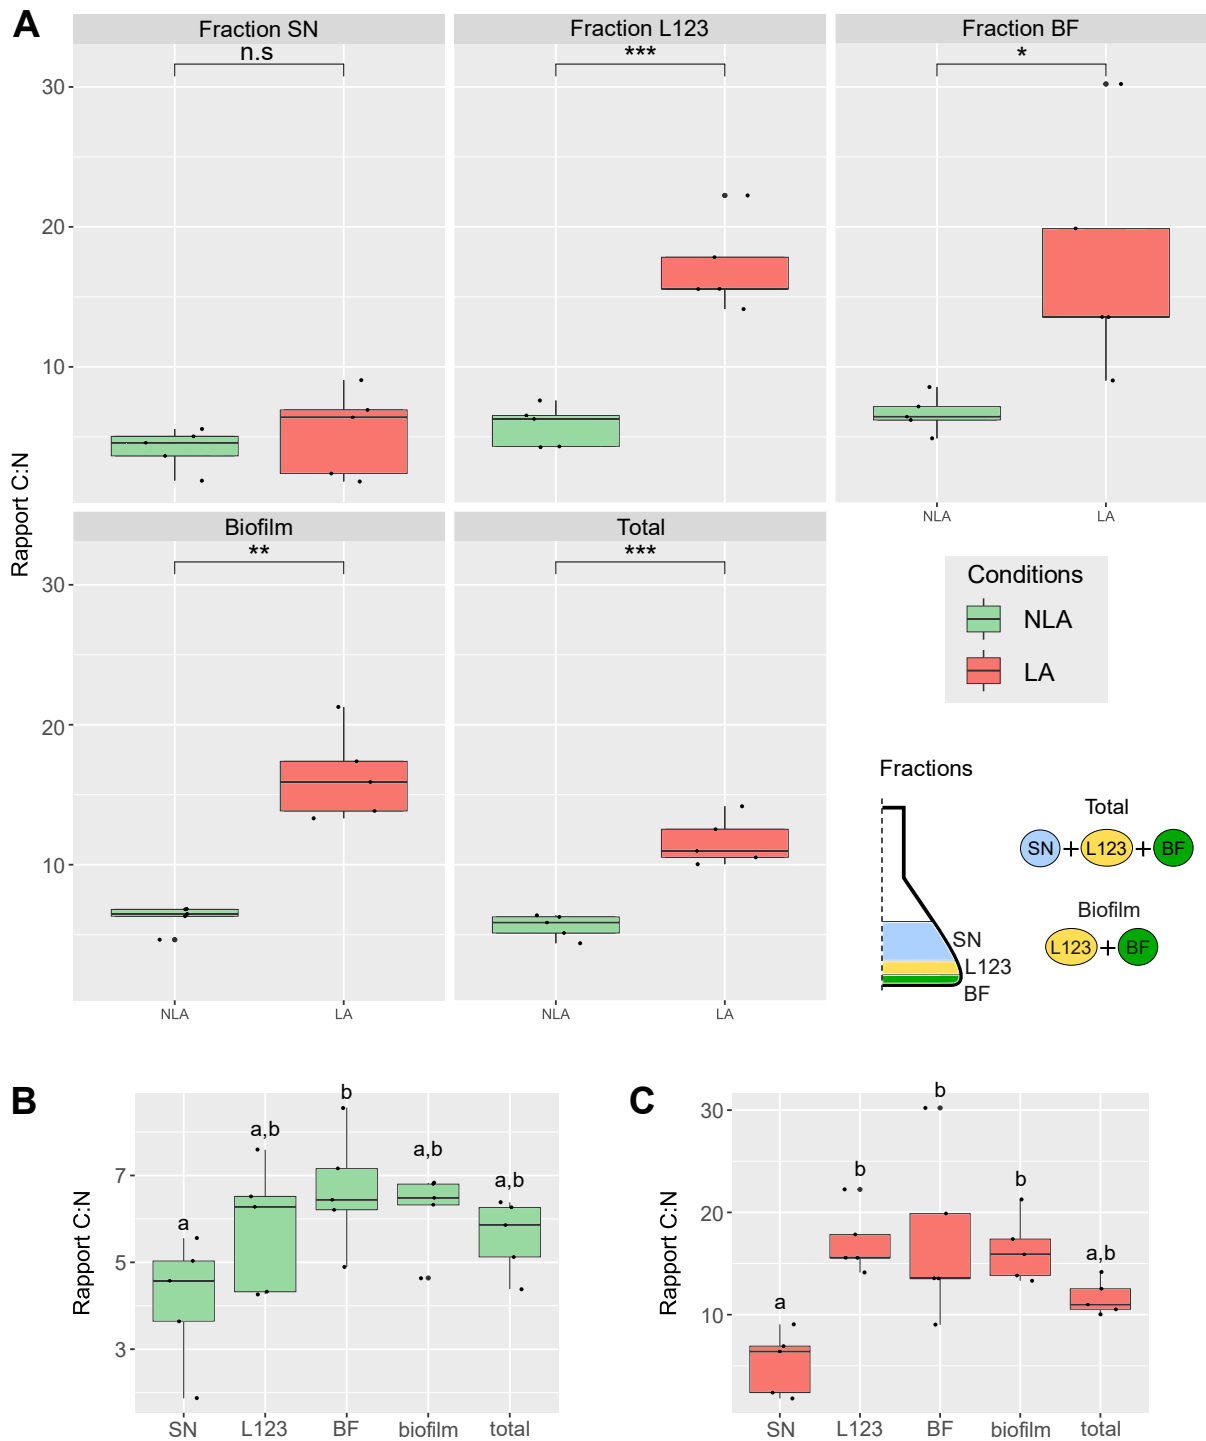 A
Fraction SN
Fraction L123
Fraction BF
n.s
***
*
30
20
10
NLA
LA
Rapport C:N
Biofilm
Total
**
***
30
20
10
NLA
LA
NLA
LA
Conditions
NLA
LA
Fractions
Total
SN + L123 + BF
Biofilm
L123 + BF
SN
L123
BF
B
Rapport C:N
7
5
3
a
a,b
b
a,b
a,b
SN
L123
BF
biofilm
total
C
Rapport C:N
30
20
10
a
b
b
b
a,b
SN
L123
BF
biofilm
total